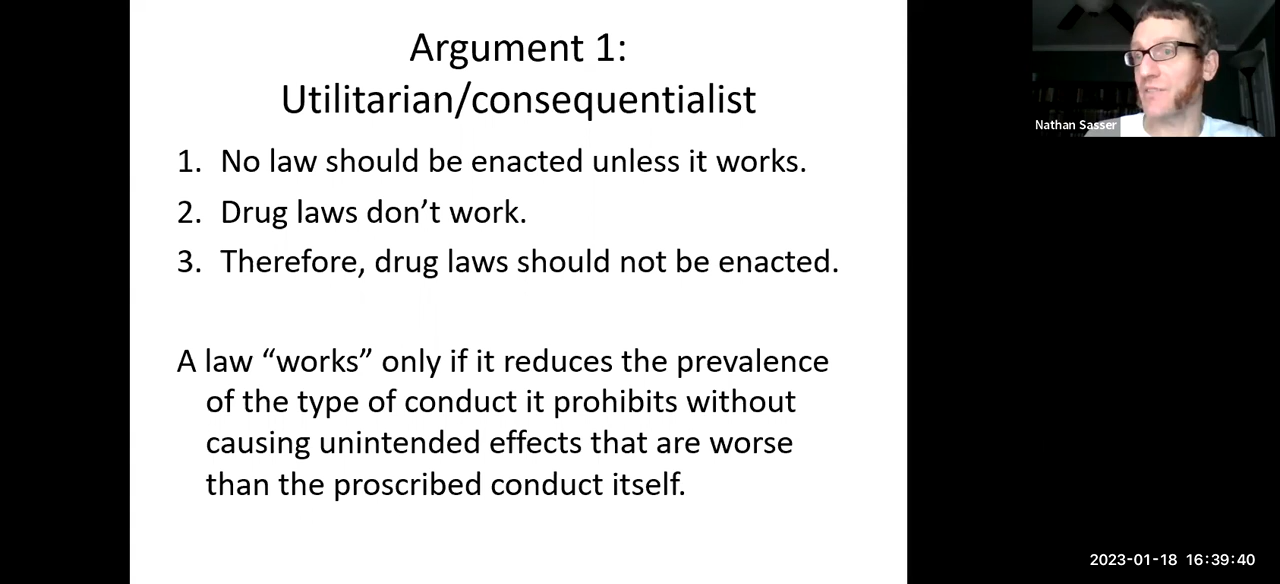 Argument 1:
Utilitarian/consequentialist
1. No law should be enacted unless it works.
2. Drug laws don’t work.
3. Therefore, drug laws should not be enacted.
A law “works” only if it reduces the prevalence
of the type of conduct it prohibits without
causing unintended effects that are worse
than the proscribed conduct itself.
Nathan Sasser
2023-01-18 16:39:40